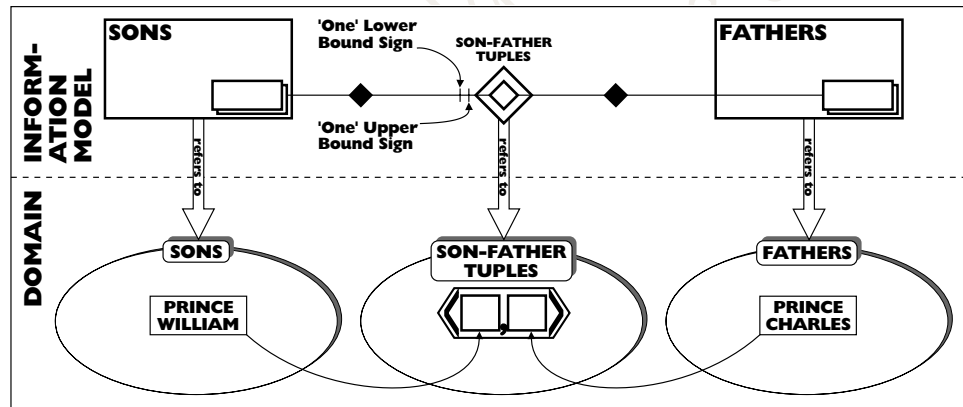 INFORM-
ATION
MODEL
SONS
'One' Lower
Bound Sign
SON-FATHER
TUPLES
FATHERS
'One' Upper
Bound Sign
refers to
refers to
refers to
DOMAIN
SONS
SON-FATHER
TUPLES
FATHERS
PRINCE
WILLIAM
,
PRINCE
CHARLES